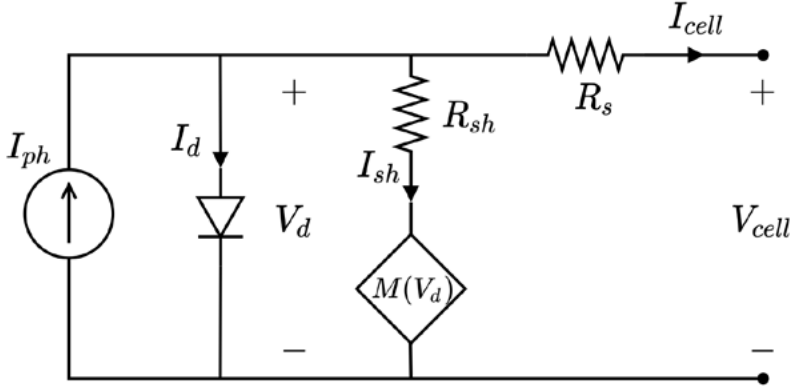 I_cell
+
R_sh
R_s
+
I_ph
I_d
I_sh
V_d
V_cell
M(V_d)
−
−